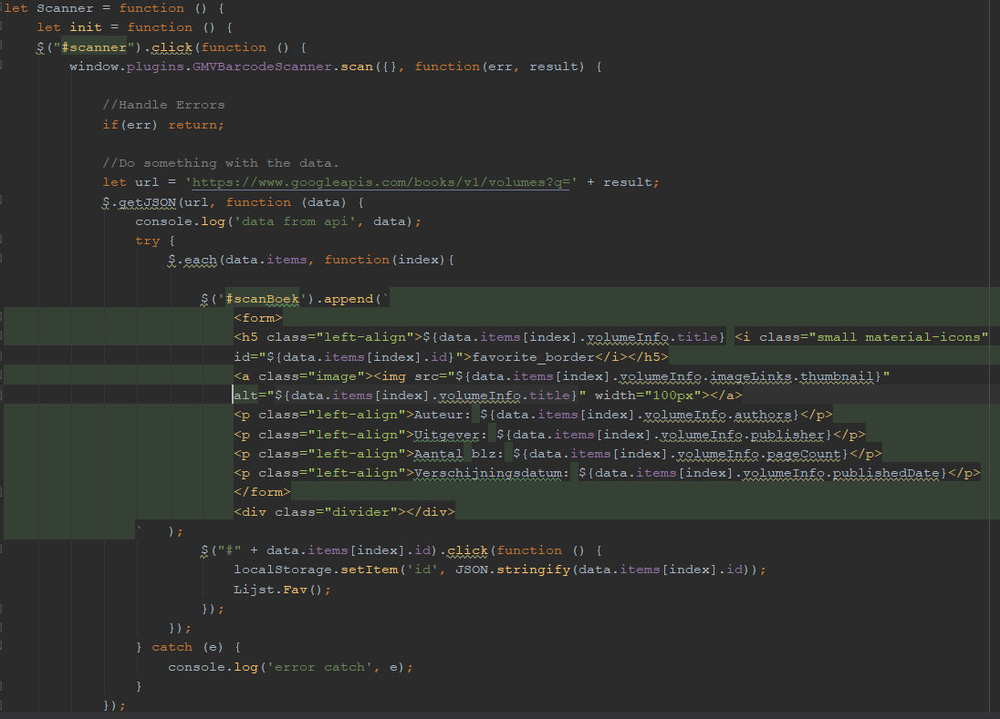 let Scanner = function () {
let init = function () {
$("#scanner").click(function () {
window.plugins.GMVBarcodeScanner.scan({}, function(err, result) {
//Handle Errors
if(err) return;
//Do something with the data.
let url = 'https://www.googleapis.com/books/v1/volumes?q=' + result;
$.getJSON(url, function (data) {
console.log('data from api', data);
try {
$.each(data.items, function(index){
$('#scanBoek').append(`
<form>
<h5 class="left-align">${data.items[index].volumeInfo.title} <i class="small material-icons"
id="${data.items[index].id}">favorite_border</i></h5>
<a class="image"><img src="${data.items[index].volumeInfo.imageLinks.thumbnail}"
alt="${data.items[index].volumeInfo.title}" width="100px"></a>
<p class="left-align">Auteur: ${data.items[index].volumeInfo.authors}</p>
<p class="left-align">Uitgever: ${data.items[index].volumeInfo.publisher}</p>
<p class="left-align">Aantal blz: ${data.items[index].volumeInfo.pageCount}</p>
<p class="left-align">Verschijningsdatum: ${data.items[index].volumeInfo.publishedDate}</p>
</form>
<div class="divider"></div>
` );
$("#" + data.items[index].id).click(function () {
localStorage.setItem('id', JSON.stringify(data.items[index].id));
Lijst.Fav();
});
});
} catch (e) {
console.log('error catch', e);
}
});